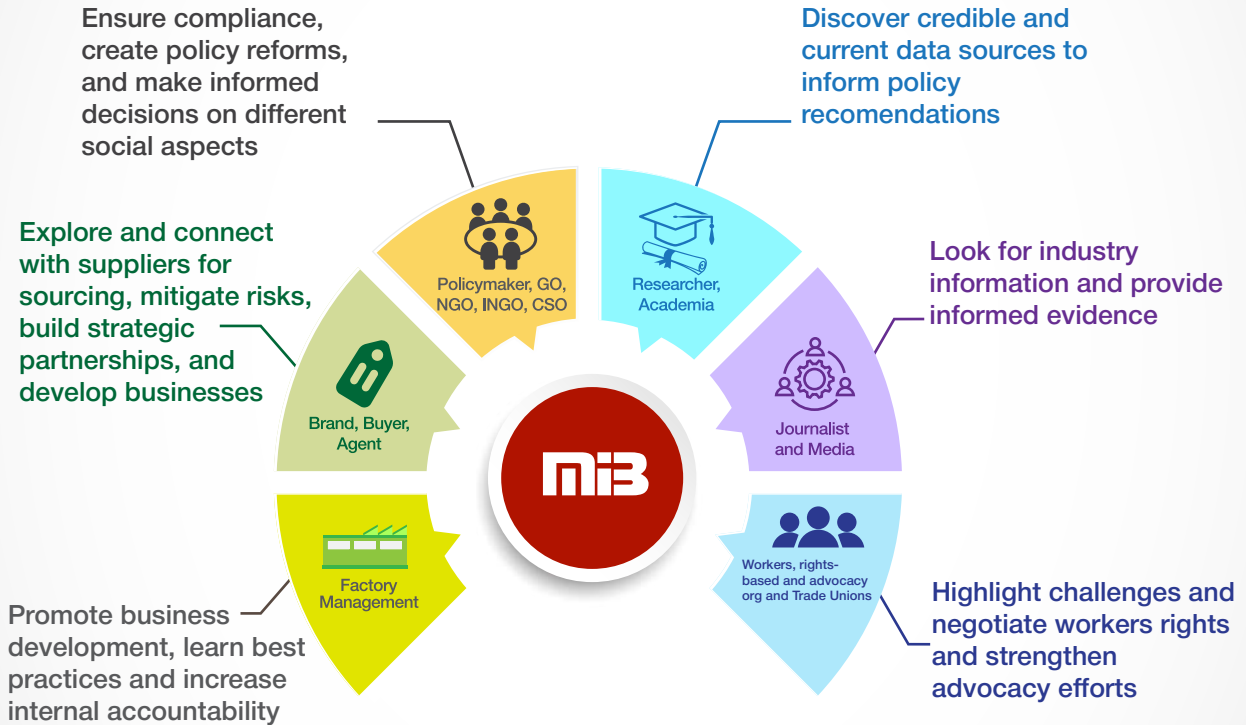 Ensure compliance,
create policy reforms,
and make informed
decisions on different
social aspects
Discover credible and
current data sources to
inform policy
recomendations
Explore and connect
with suppliers for
sourcing, mitigate risks,
build strategic
partnerships, and
develop businesses
Policymaker, GO,
NGO, INGO, CSO
Researcher,
Academia
Look for industry
information and provide
informed evidence
Brand, Buyer,
Agent
Journalist
and Media
MiB
Factory
Management
Workers, rights-
based and advocacy
org and Trade Unions
Promote business
development, learn best
practices and increase
internal accountability
Highlight challenges and
negotiate workers rights
and strengthen
advocacy efforts